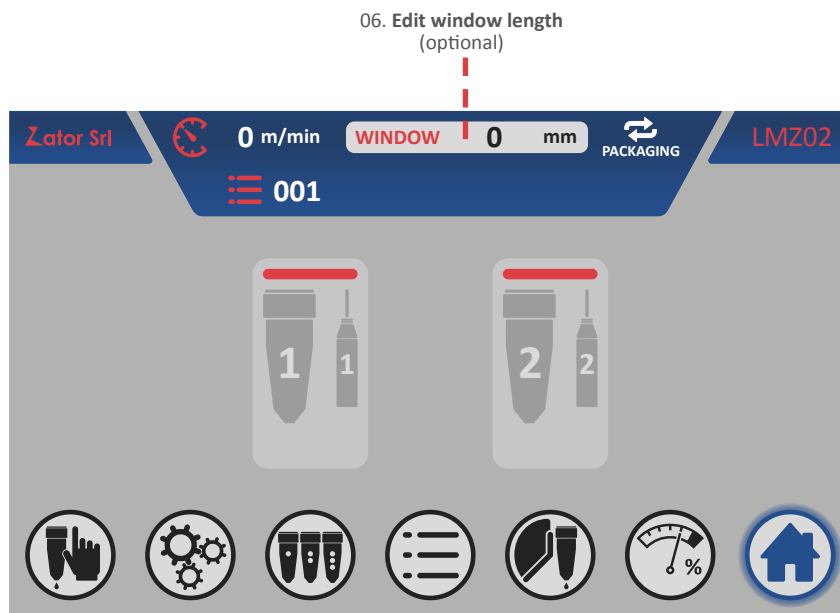 06. Edit window length
(optional)
Zator Srl
0 m/min
WINDOW 0 mm
PACKAGING
LMZ02
001
1 1
2 2
%